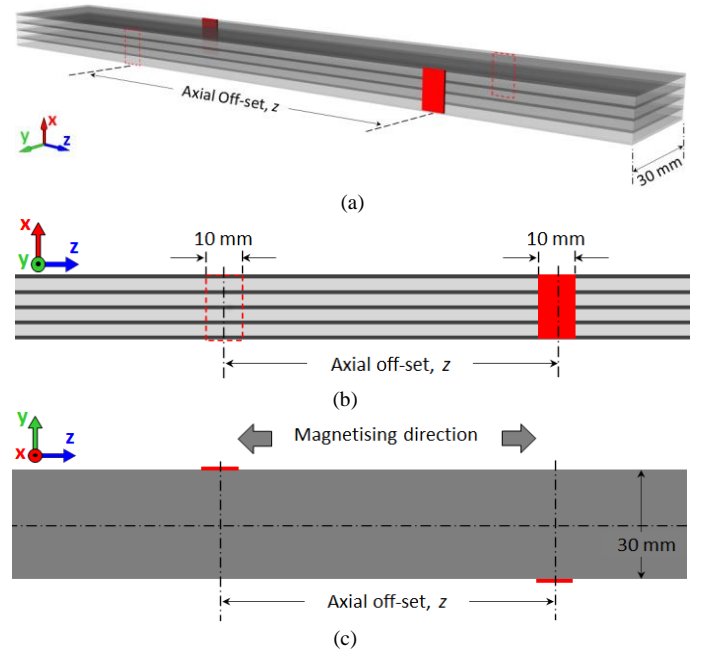 Axial Off-set, z
x
y
z
30 mm
(a)
x
y
z
10 mm
10 mm
Axial off-set, z
(b)
y
x
z
Magnetising direction
30 mm
Axial off-set, z
(c)